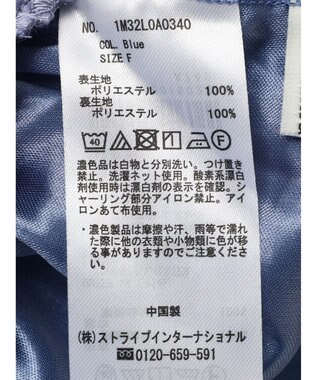 NO. 1M32L0A0340
COL. Blue
SIZE F
表生地
ポリエステル 100%
裏生地
ポリエステル 100%
40
F
濃色品は白物と分別洗い。つけ置き
禁止。洗濯ネット使用。酸素系漂白
剤使用時は漂白剤の表示を確認。シ
ャーリング部分アイロン禁止。アイ
ロンあて布使用。
・濃色製品は摩擦や汗、雨等で濡れ
た際に他の衣類や小物類に色が移
る事がありますのでご注意くださ
い。
中国製
(株)ストライプインターナショナル
0120-659-591